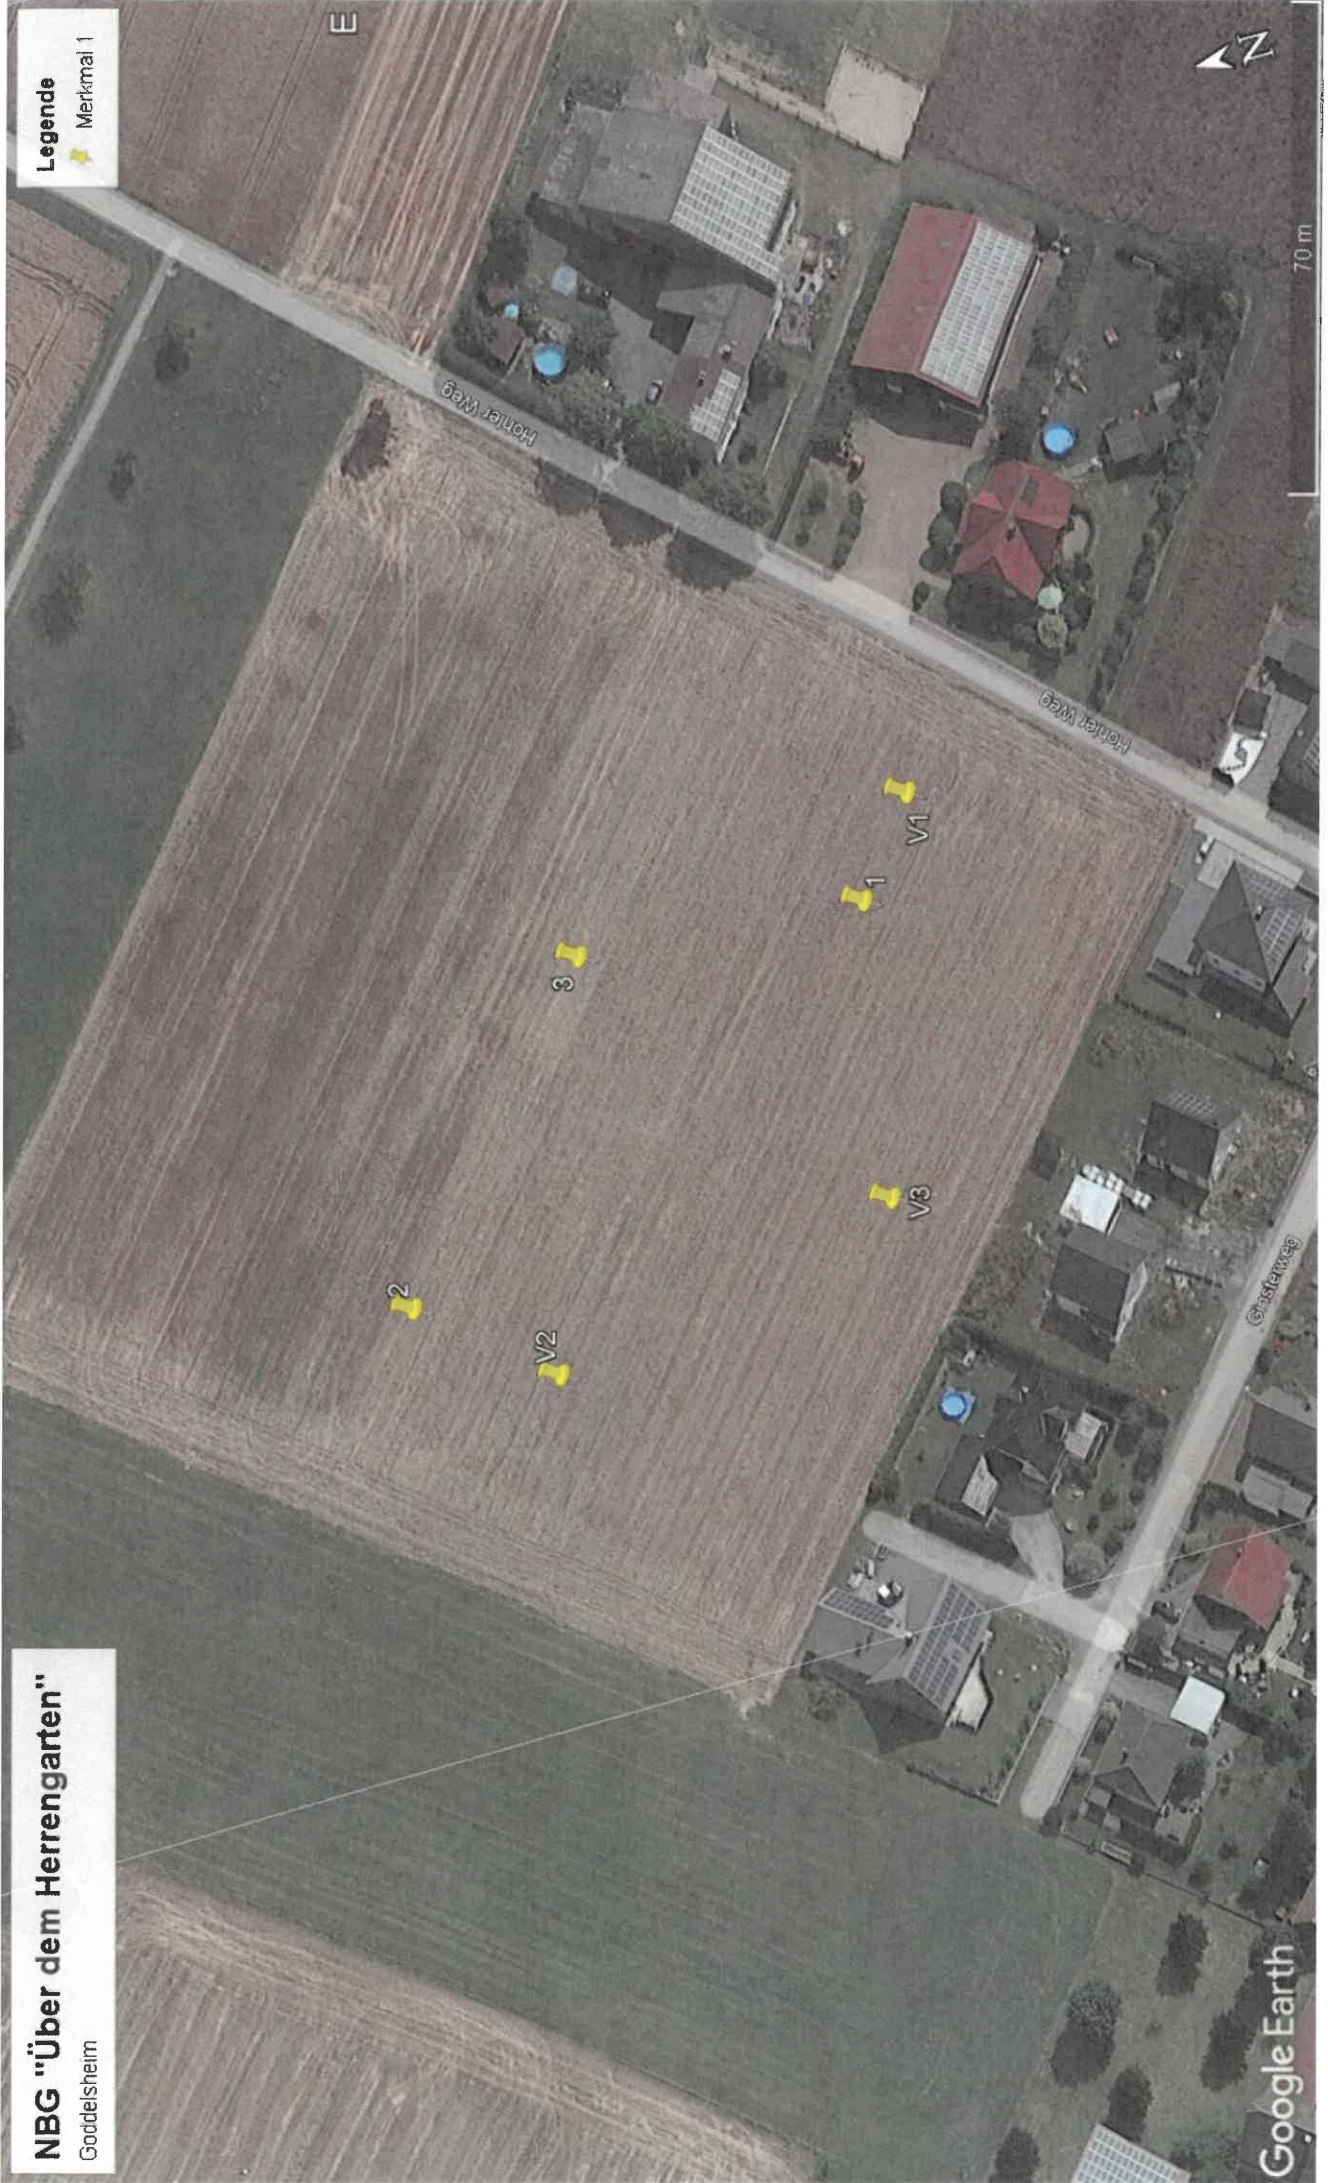 NBG "Über dem Herrengarten"
Goddelsheim
Legende
Merkmal 1
E
Hohler Weg
2
3
V2
1
V1
V3
Hohler Weg
Ginsterweg
Google Earth
70 m
N